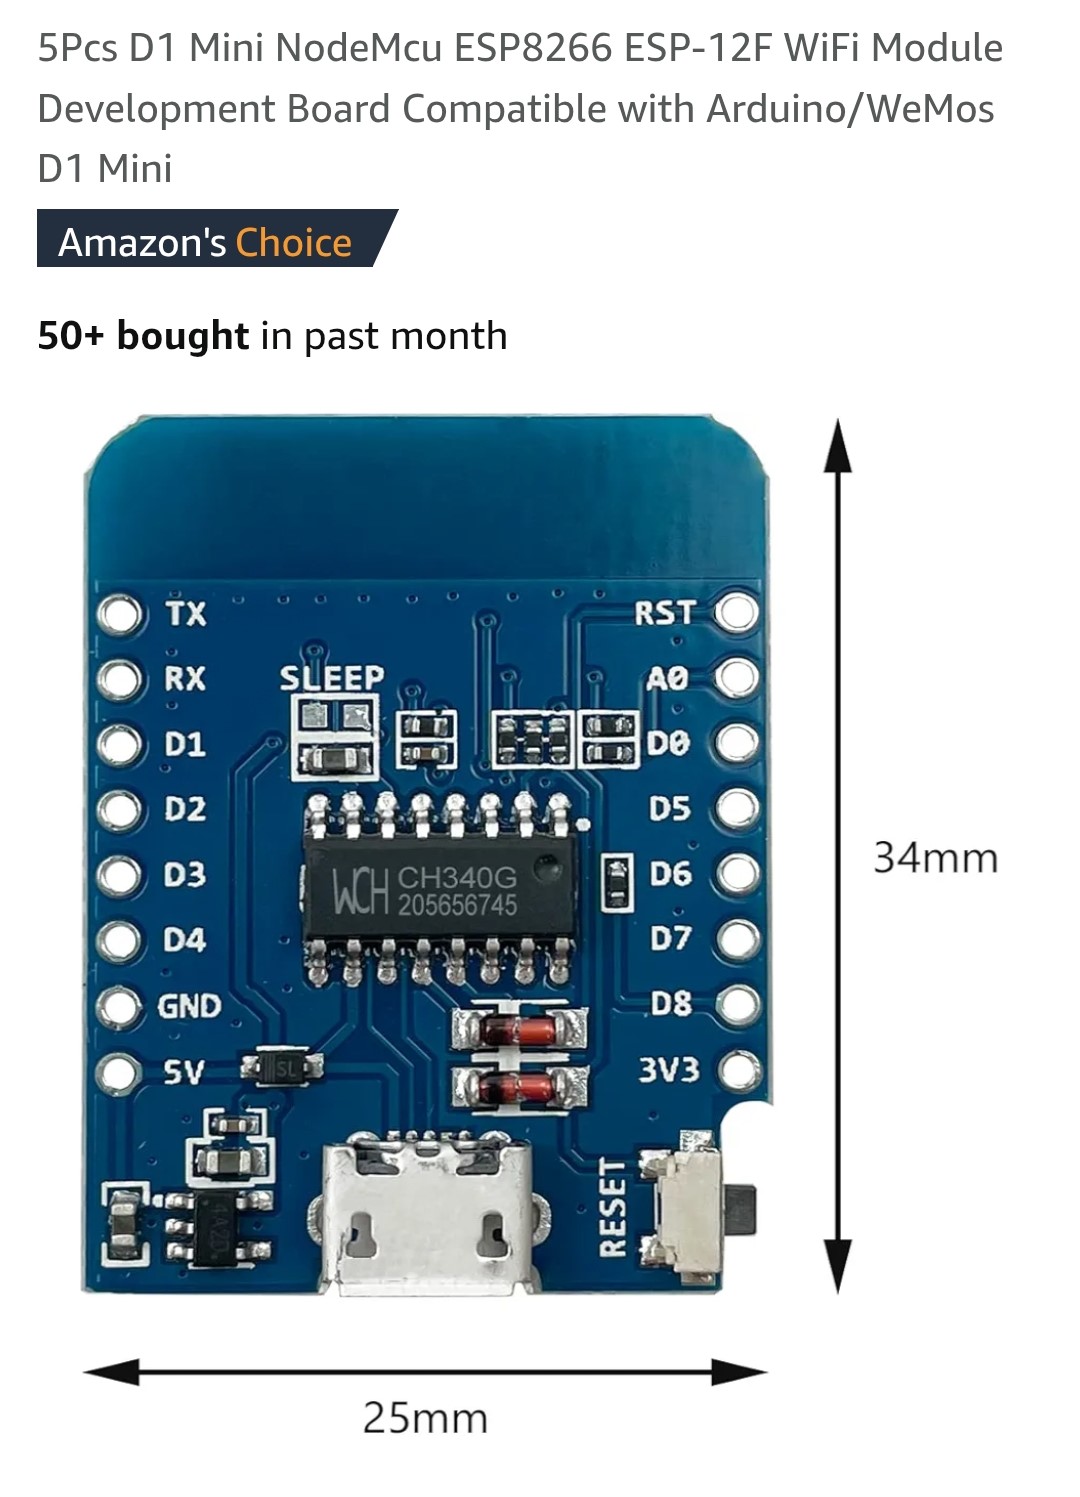 5Pcs D1 Mini NodeMcu ESP8266 ESP-12F WiFi Module
Development Board Compatible with Arduino/WeMos
D1 Mini
Amazon's Choice
50+ bought in past month
TX
RST
RX
SLEEP
A0
D1
D0
D2
D5
WCH CH340G
205656745
D3
D6
34mm
D4
D7
GND
D8
5V
5L
3V3
4A2D
RESET
25mm